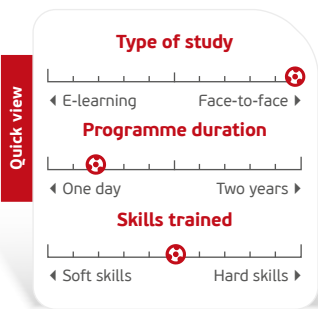 Quick view
Type of study
E-learning Face-to-face
Programme duration
One day Two years
Skills trained
Soft skills Hard skills